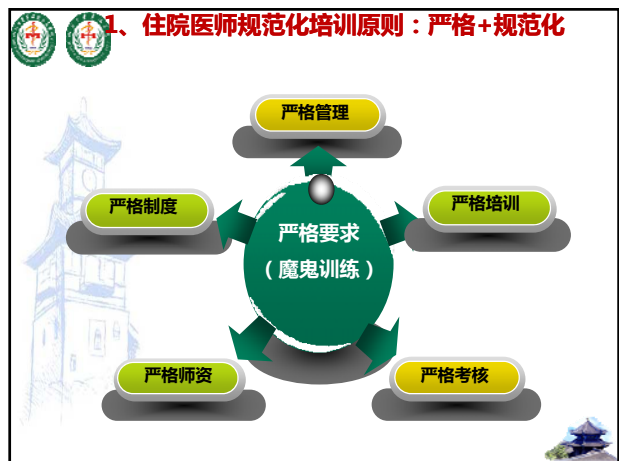 1、住院医师规范化培训原则：严格+规范化
严格管理
严格制度
严格培训
严格要求
（魔鬼训练）
严格师资
严格考核